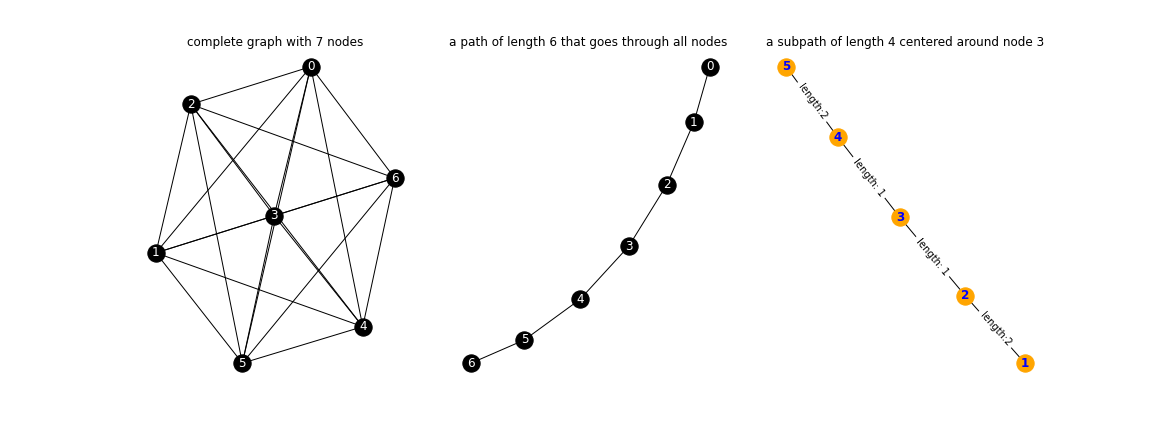 complete graph with 7 nodes
0
2
6
3
1
4
5
a path of length 6 that goes through all nodes
0
1
2
3
4
5
6
a subpath of length 4 centered around node 3
5
length:2
4
length: 1
3
length: 1
2
length:2
1